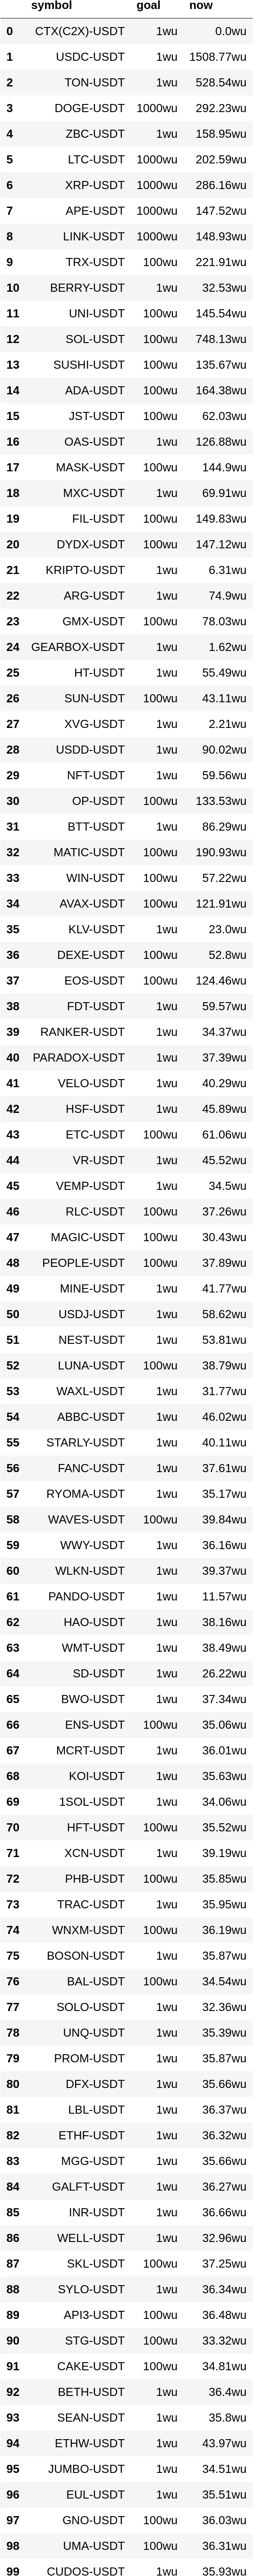 symbol goal now
0 CTX(C2X)-USDT 1wu 0.0wu
1 USDC-USDT 1wu 1508.77wu
2 TON-USDT 1wu 528.54wu
3 DOGE-USDT 1000wu 292.23wu
4 ZBC-USDT 1wu 158.95wu
5 LTC-USDT 1000wu 202.59wu
6 XRP-USDT 1000wu 286.16wu
7 APE-USDT 1000wu 147.52wu
8 LINK-USDT 1000wu 148.93wu
9 TRX-USDT 100wu 221.91wu
10 BERRY-USDT 1wu 32.53wu
11 UNI-USDT 100wu 145.54wu
12 SOL-USDT 100wu 748.13wu
13 SUSHI-USDT 100wu 135.67wu
14 ADA-USDT 100wu 164.38wu
15 JST-USDT 100wu 62.03wu
16 OAS-USDT 1wu 126.88wu
17 MASK-USDT 100wu 144.9wu
18 MXC-USDT 1wu 69.91wu
19 FIL-USDT 100wu 149.83wu
20 DYDX-USDT 100wu 147.12wu
21 KRIPTO-USDT 1wu 6.31wu
22 ARG-USDT 1wu 74.9wu
23 GMX-USDT 100wu 78.03wu
24 GEARBOX-USDT 1wu 1.62wu
25 HT-USDT 1wu 55.49wu
26 SUN-USDT 100wu 43.11wu
27 XVG-USDT 1wu 2.21wu
28 USDD-USDT 1wu 90.02wu
29 NFT-USDT 1wu 59.56wu
30 OP-USDT 100wu 133.53wu
31 BTT-USDT 1wu 86.29wu
32 MATIC-USDT 100wu 190.93wu
33 WIN-USDT 100wu 57.22wu
34 AVAX-USDT 100wu 121.91wu
35 KLV-USDT 1wu 23.0wu
36 DEXE-USDT 100wu 52.8wu
37 EOS-USDT 100wu 124.46wu
38 FDT-USDT 1wu 59.57wu
39 RANKER-USDT 1wu 34.37wu
40 PARADOX-USDT 1wu 37.39wu
41 VELO-USDT 1wu 40.29wu
42 HSF-USDT 1wu 45.89wu
43 ETC-USDT 100wu 61.06wu
44 VR-USDT 1wu 45.52wu
45 VEMP-USDT 1wu 34.5wu
46 RLC-USDT 100wu 37.26wu
47 MAGIC-USDT 100wu 30.43wu
48 PEOPLE-USDT 100wu 37.89wu
49 MINE-USDT 1wu 41.77wu
50 USDJ-USDT 1wu 58.62wu
51 NEST-USDT 1wu 53.81wu
52 LUNA-USDT 100wu 38.79wu
53 WAXL-USDT 1wu 31.77wu
54 ABBC-USDT 1wu 46.02wu
55 STARLY-USDT 1wu 40.11wu
56 FANC-USDT 1wu 37.61wu
57 RYOMA-USDT 1wu 35.17wu
58 WAVES-USDT 100wu 39.84wu
59 WWY-USDT 1wu 36.16wu
60 WLKN-USDT 1wu 39.37wu
61 PANDO-USDT 1wu 11.57wu
62 HAO-USDT 1wu 38.16wu
63 WMT-USDT 1wu 38.49wu
64 SD-USDT 1wu 26.22wu
65 BWO-USDT 1wu 37.34wu
66 ENS-USDT 100wu 35.06wu
67 MCRT-USDT 1wu 36.01wu
68 KOI-USDT 1wu 35.63wu
69 1SOL-USDT 1wu 34.06wu
70 HFT-USDT 100wu 35.52wu
71 XCN-USDT 1wu 39.19wu
72 PHB-USDT 100wu 35.85wu
73 TRAC-USDT 1wu 35.95wu
74 WNXM-USDT 100wu 36.19wu
75 BOSON-USDT 1wu 35.87wu
76 BAL-USDT 100wu 34.54wu
77 SOLO-USDT 1wu 32.36wu
78 UNQ-USDT 1wu 35.39wu
79 PROM-USDT 1wu 35.87wu
80 DFX-USDT 1wu 35.66wu
81 LBL-USDT 1wu 36.37wu
82 ETHF-USDT 1wu 36.32wu
83 MGG-USDT 1wu 35.66wu
84 GALFT-USDT 1wu 36.27wu
85 INR-USDT 1wu 36.66wu
86 WELL-USDT 1wu 32.96wu
87 SKL-USDT 100wu 37.25wu
88 SYLO-USDT 1wu 36.34wu
89 API3-USDT 100wu 36.48wu
90 STG-USDT 100wu 33.32wu
91 CAKE-USDT 100wu 34.81wu
92 BETH-USDT 1wu 36.4wu
93 SEAN-USDT 1wu 35.8wu
94 ETHW-USDT 1wu 43.97wu
95 JUMBO-USDT 1wu 34.51wu
96 EUL-USDT 1wu 35.51wu
97 GNO-USDT 100wu 36.03wu
98 UMA-USDT 100wu 36.31wu
99 CUDOS-USDT 1wu 35.93wu